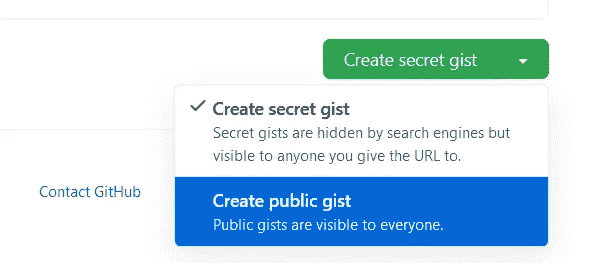 Create secret gist
Create secret gist
Secret gists are hidden by search engines but
visible to anyone you give the URL to.
Contact GitHub
Create public gist
Public gists are visible to everyone.